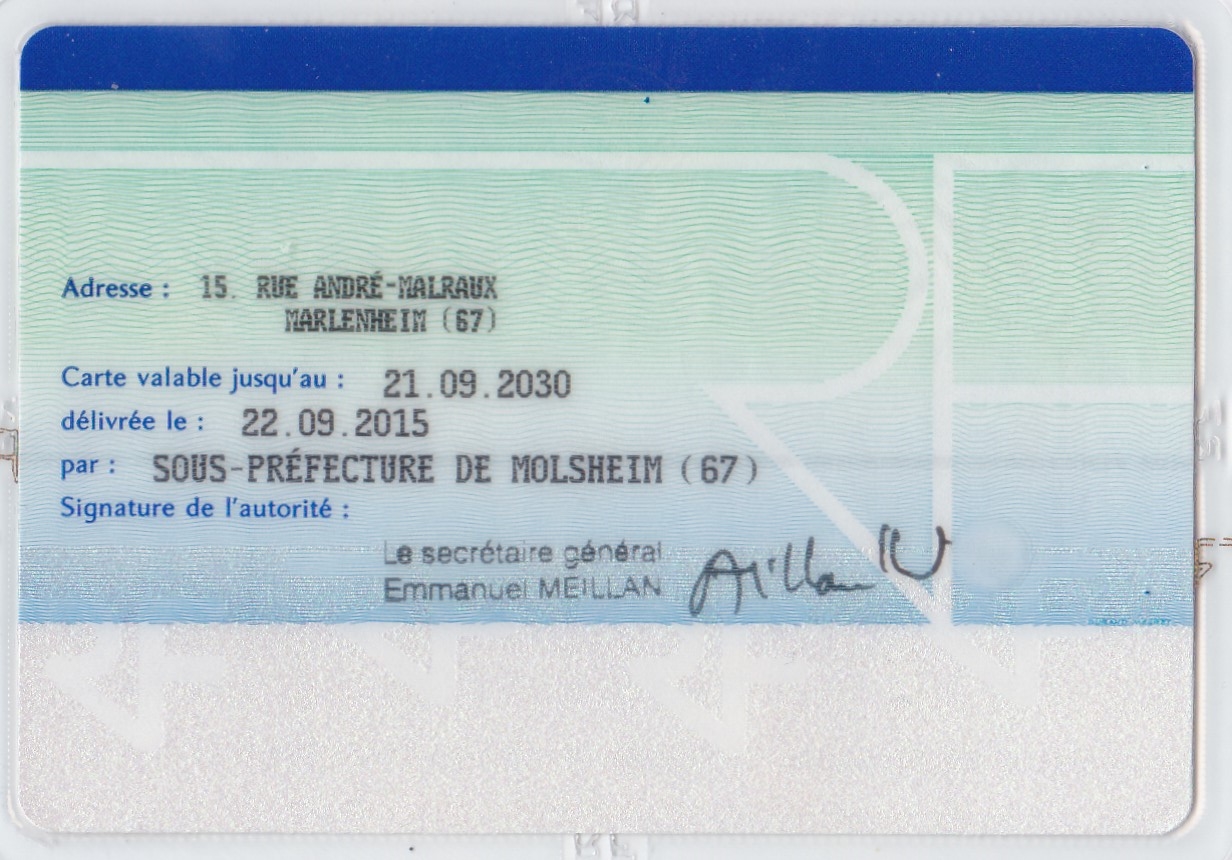 Adresse : 15. RUE ANDRÉ-MALRAUX
MARLENHEIM (67)
Carte valable jusqu'au : 21.09.2030
délivrée le : 22.09.2015
par : SOUS-PRÉFECTURE DE MOLSHEIM (67)
Signature de l'autorité :
Le secrétaire général
Emmanuel MEILLAN
RF